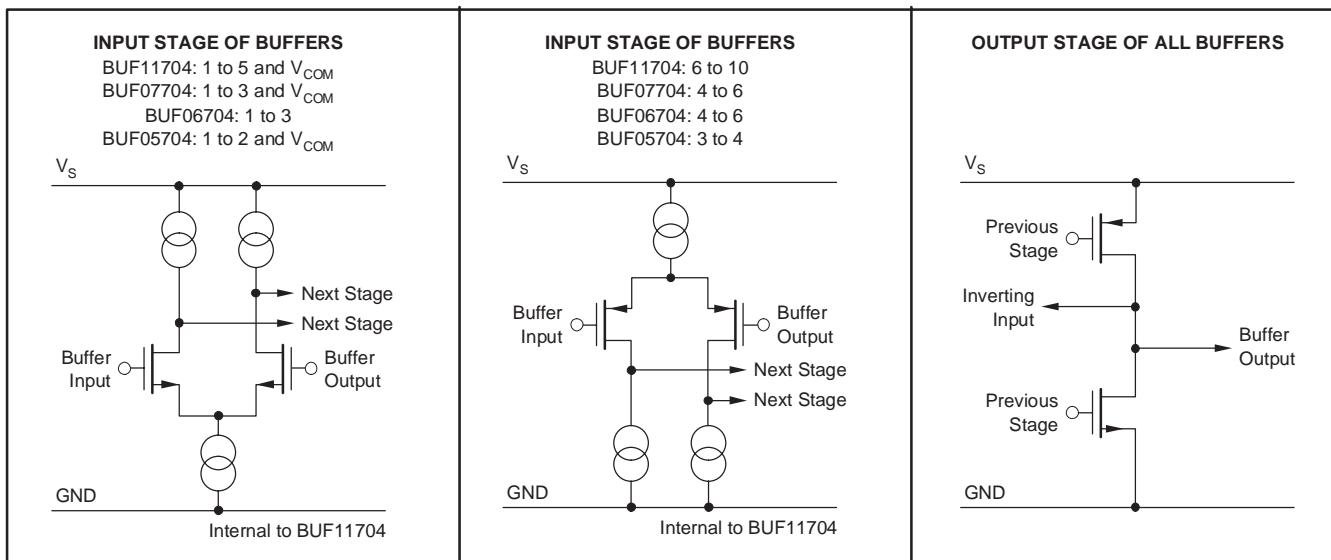 INPUT STAGE OF BUFFERS
BUF11704: 1 to 5 and V_COM
BUF07704: 1 to 3 and V_COM
BUF06704: 1 to 3
BUF05704: 1 to 2 and V_COM
V_S
Next Stage
Next Stage
Buffer
Input
Buffer
Output
GND
Internal to BUF11704
INPUT STAGE OF BUFFERS
BUF11704: 6 to 10
BUF07704: 4 to 6
BUF06704: 4 to 6
BUF05704: 3 to 4
V_S
Buffer
Input
Buffer
Output
Next Stage
Next Stage
GND
Internal to BUF11704
OUTPUT STAGE OF ALL BUFFERS
V_S
Previous
Stage
Inverting
Input
Buffer
Output
Previous
Stage
GND